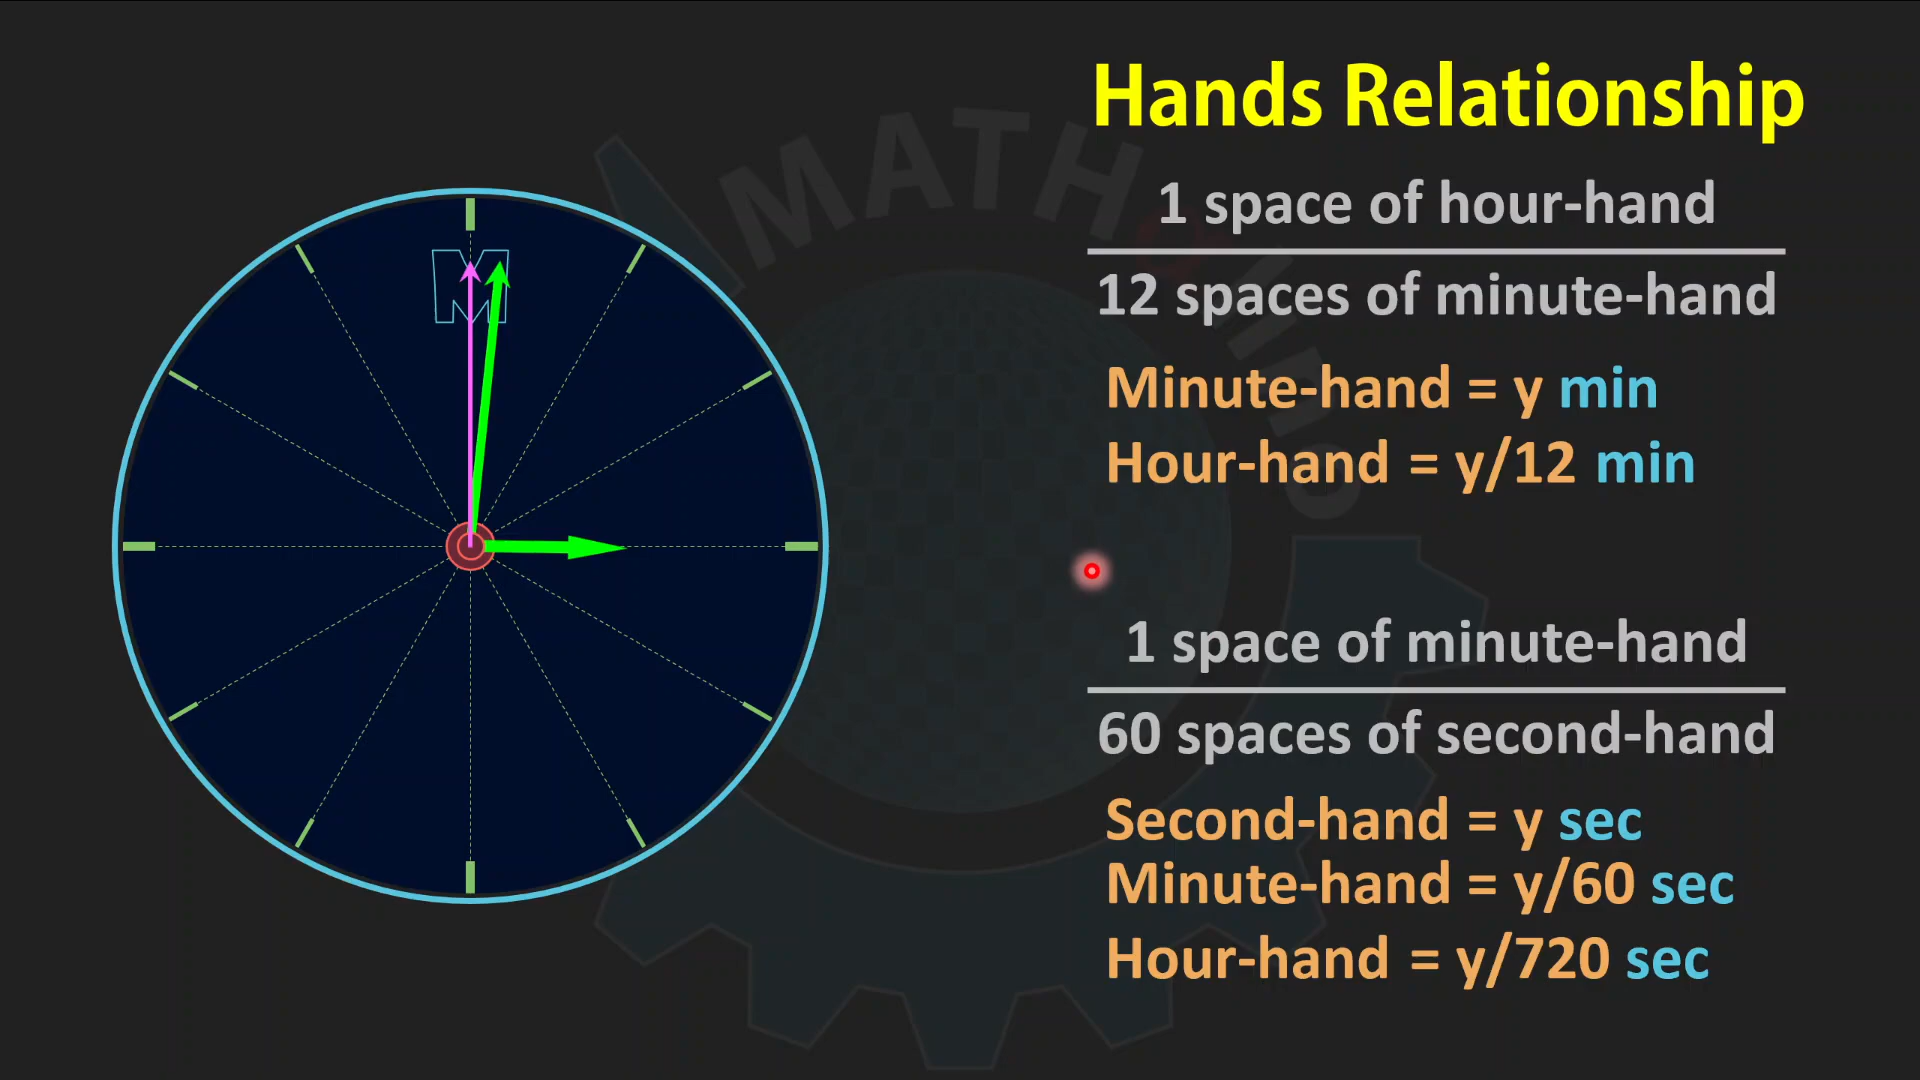 Hands Relationship
1 space of hour-hand
12 spaces of minute-hand
Minute-hand = y min
Hour-hand = y/12 min
1 space of minute-hand
60 spaces of second-hand
Second-hand = y sec
Minute-hand = y/60 sec
Hour-hand = y/720 sec
M